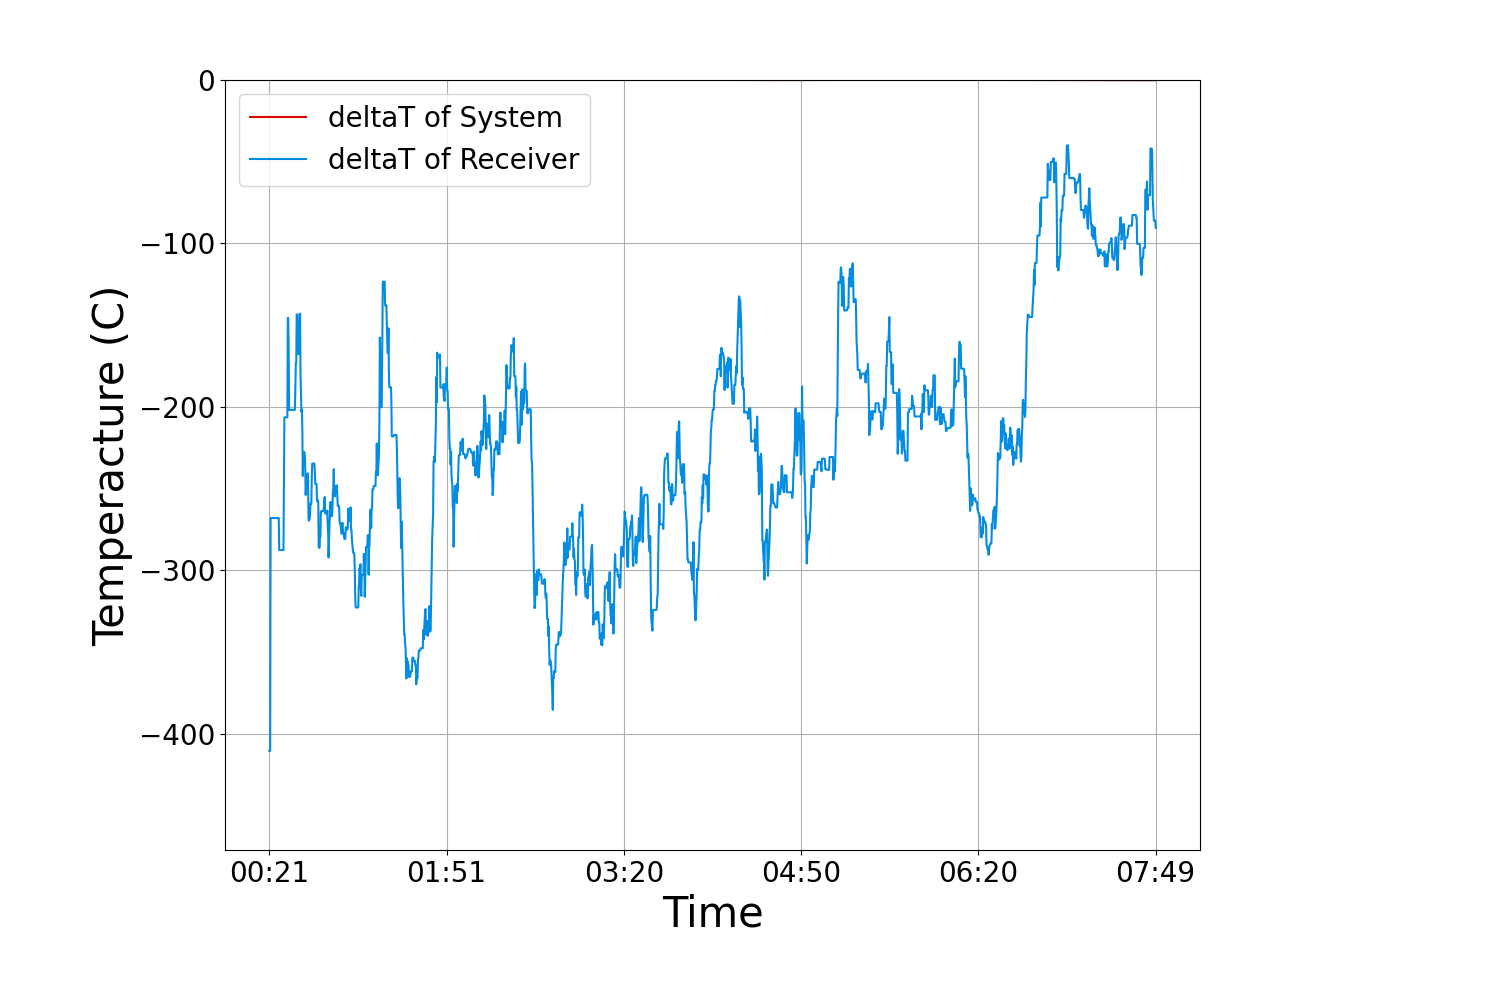 deltaT of System
deltaT of Receiver
0
−100
−200
−300
−400
Temperacture (C)
00:21 01:51 03:20 04:50 06:20 07:49
Time